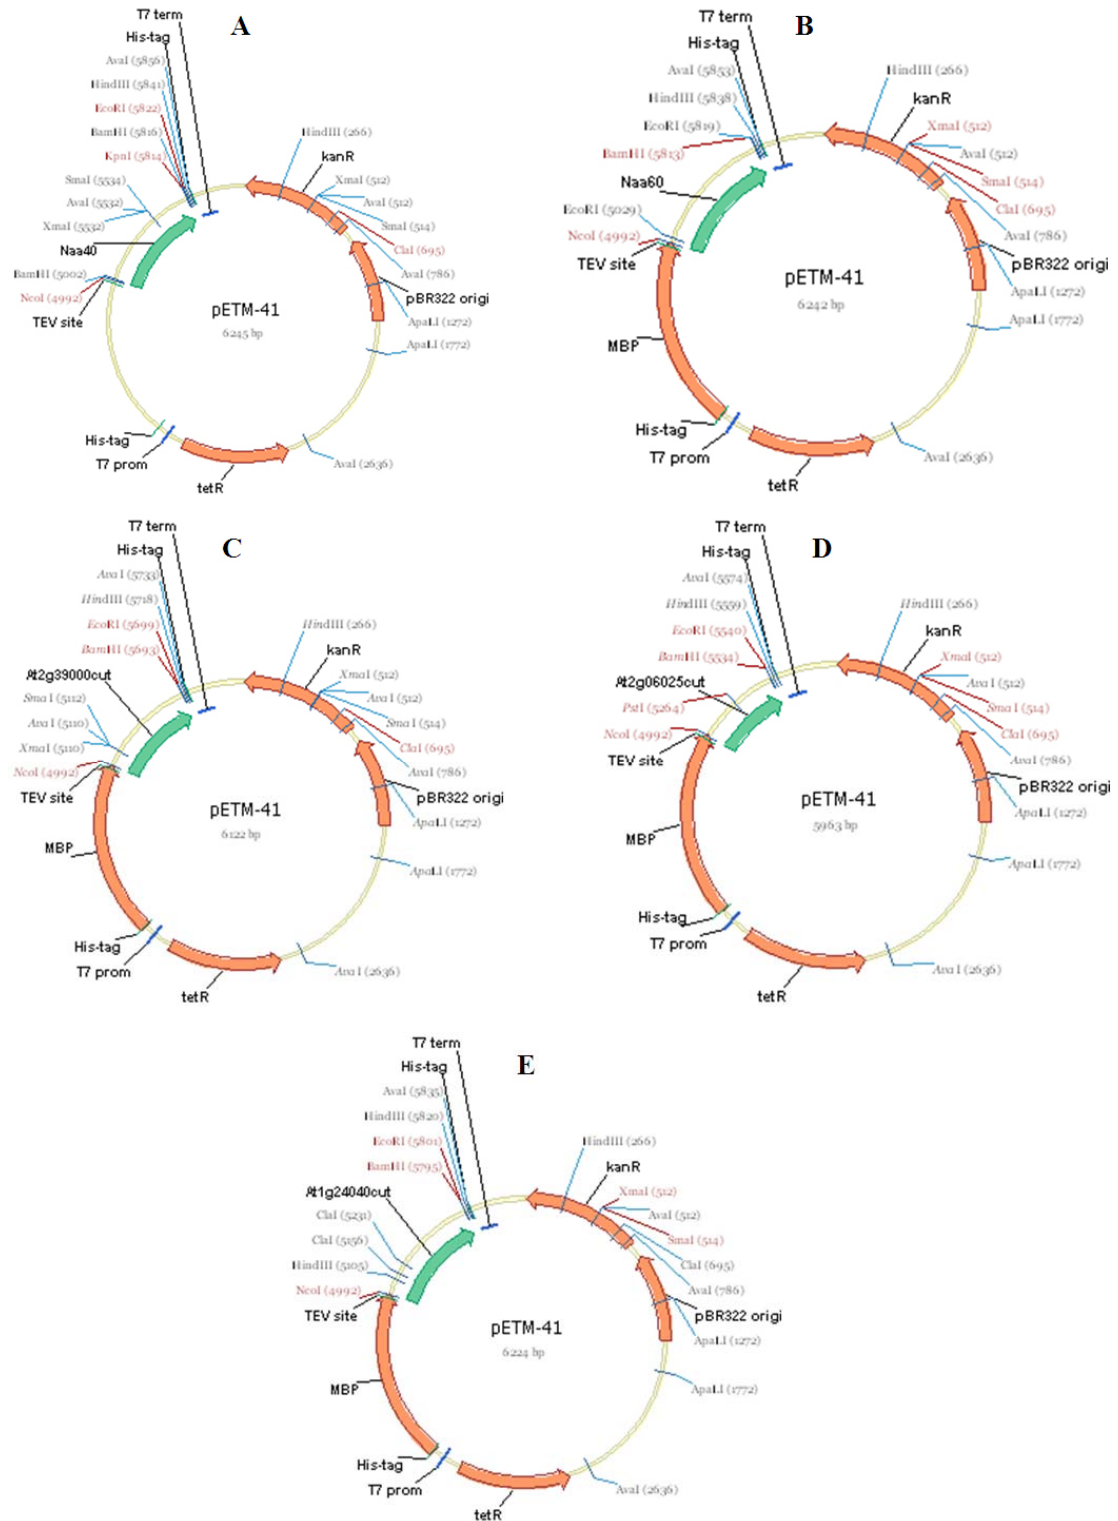 A
T7 term
His-tag
AvaI (5856)
HindIII (5841)
EcoRI (5822)
BamHI (5816)
KpnI (5814)
SmaI (5534)
AvaI (5532)
XmaI (5532)
Naa40
BamHI (5002)
NcoI (4992)
TEV site
HindIII (266)
kanR
XmaI (512)
AvaI (512)
SmaI (514)
ClaI (695)
AvaI (786)
pBR322 origi
ApaLI (1272)
ApaLI (1772)
pETM-41
6245 bp
His-tag
T7 prom
tetR
AvaI (2636)
B
T7 term
His-tag
AvaI (5853)
HindIII (5838)
EcoRI (5819)
BamHI (5813)
Naa60
EcoRI (5029)
NcoI (4992)
TEV site
HindIII (266)
kanR
XmaI (512)
AvaI (512)
SmaI (514)
ClaI (695)
AvaI (786)
pBR322 origi
ApaLI (1272)
ApaLI (1772)
pETM-41
6242 bp
MBP
His-tag
T7 prom
tetR
AvaI (2636)
C
T7 term
His-tag
AvaI (5733)
HindIII (5718)
EcoRI (5699)
BamHI (5693)
At2g39000cut
SmaI (5112)
AvaI (5110)
XmaI (5110)
NcoI (4992)
TEV site
HindIII (266)
kanR
XmaI (512)
AvaI (512)
SmaI (514)
ClaI (695)
AvaI (786)
pBR322 origi
ApaLI (1272)
ApaLI (1772)
pETM-41
6122 bp
MBP
His-tag
T7 prom
tetR
AvaI (2636)
D
T7 term
His-tag
AvaI (5574)
HindIII (5559)
EcoRI (5540)
BamHI (5534)
At2g06025cut
PstI (5264)
NcoI (4992)
TEV site
HindIII (266)
kanR
XmaI (512)
AvaI (512)
SmaI (514)
ClaI (695)
AvaI (786)
pBR322 origi
ApaLI (1272)
ApaLI (1772)
pETM-41
5963 bp
MBP
His-tag
T7 prom
tetR
AvaI (2636)
E
T7 term
His-tag
AvaI (5835)
HindIII (5820)
EcoRI (5801)
BamHI (5795)
At1g24040cut
ClaI (5231)
ClaI (5156)
HindIII (5105)
NcoI (4992)
TEV site
HindIII (266)
kanR
XmaI (512)
AvaI (512)
SmaI (514)
ClaI (695)
AvaI (786)
pBR322 origi
ApaLI (1272)
ApaLI (1772)
pETM-41
6224 bp
MBP
His-tag
T7 prom
tetR
AvaI (2636)